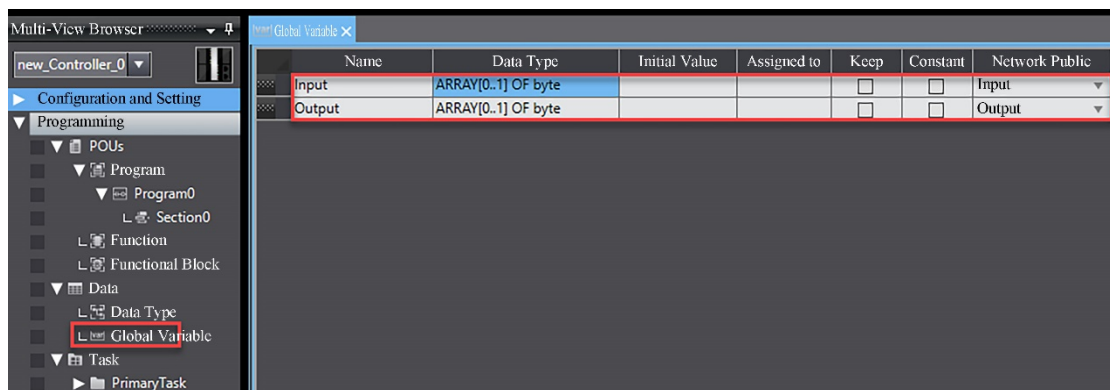 Multi-View Browser
new_Controller_0
Configuration and Setting
Programming
POUs
Program
Program0
Section0
Function
Functional Block
Data
Data Type
Global Variable
Task
PrimaryTask
Global Variable
Name Data Type Initial Value Assigned to Keep Constant Network Public
Input ARRAY[0..1] OF byte Input
Output ARRAY[0..1] OF byte Output